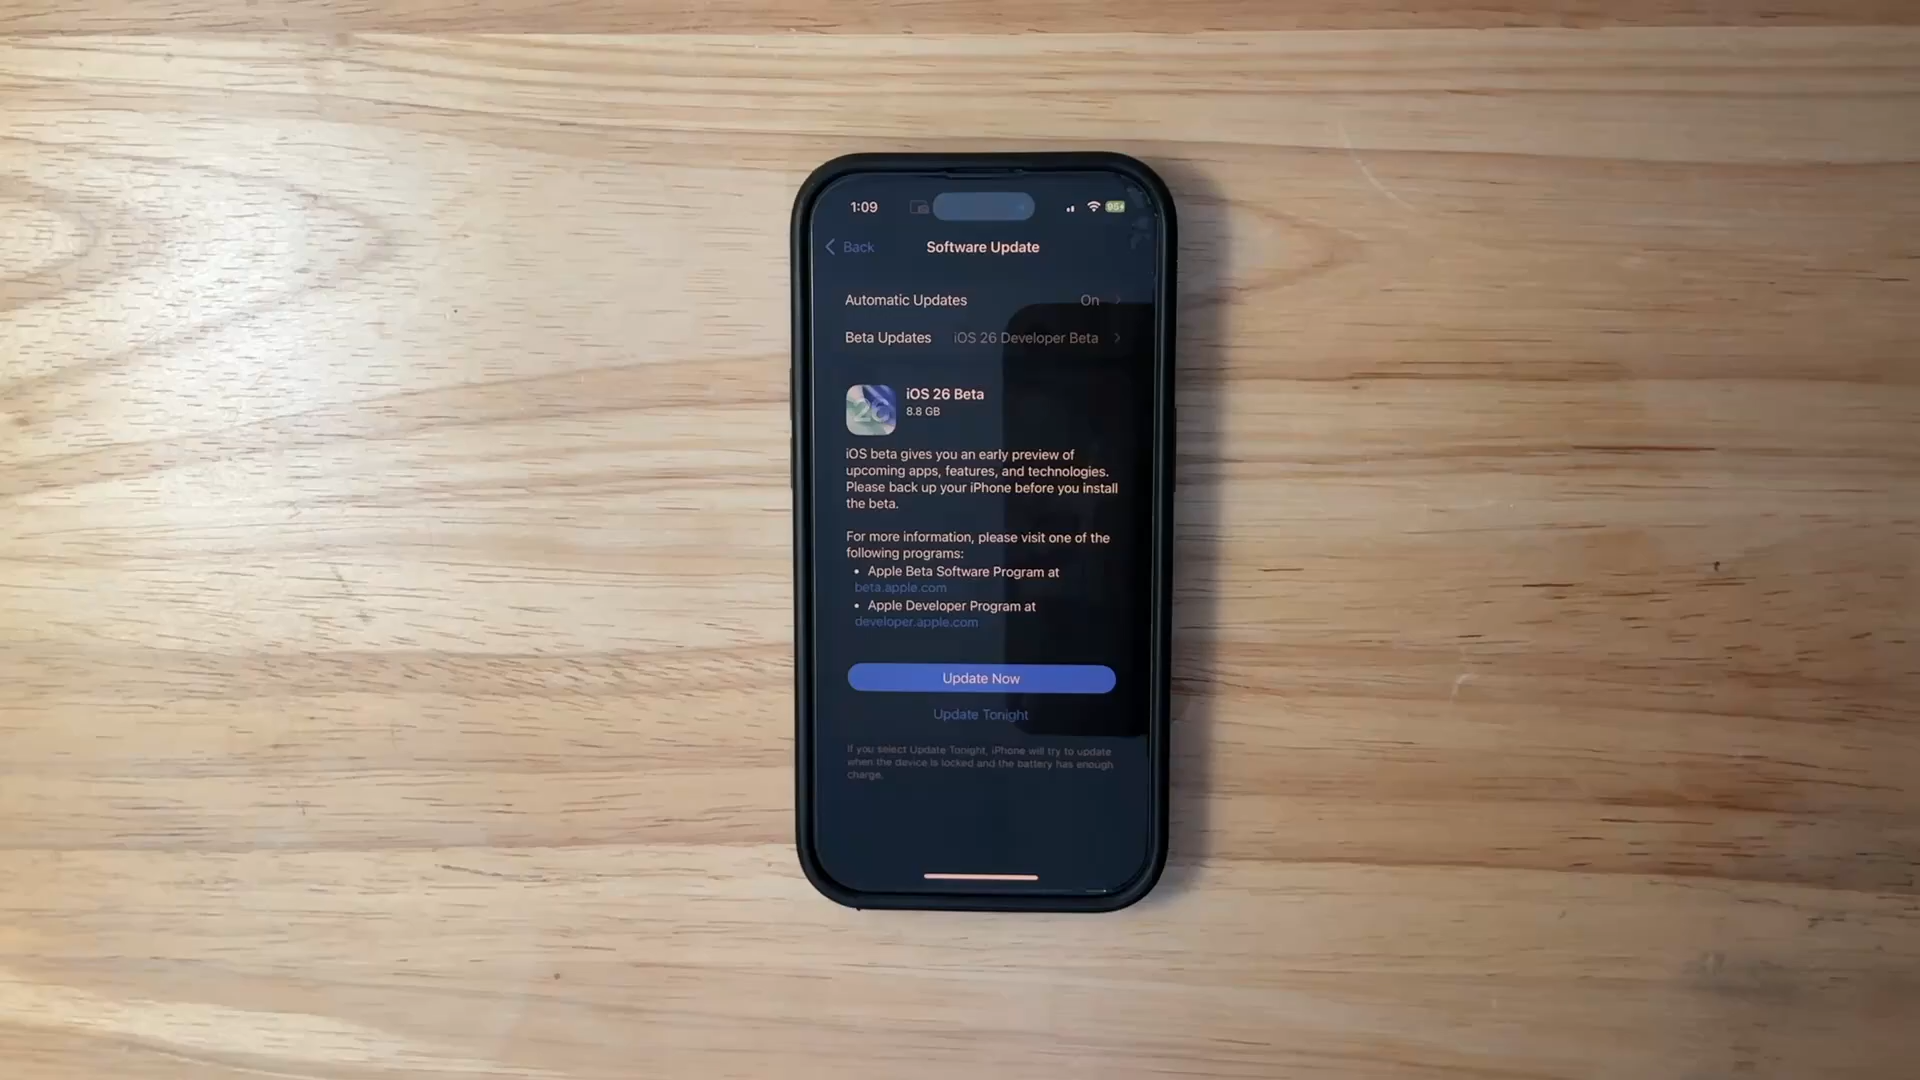 1:09
95
Back
Software Update
Automatic Updates On
Beta Updates iOS 26 Developer Beta
26
iOS 26 Beta
8.8 GB
iOS beta gives you an early preview of
upcoming apps, features, and technologies.
Please back up your iPhone before you install
the beta.
For more information, please visit one of the
following programs:
• Apple Beta Software Program at
beta.apple.com
• Apple Developer Program at
developer.apple.com
Update Now
Update Tonight
If you select Update Tonight, iPhone will try to update
when the device is locked and the battery has enough
charge.